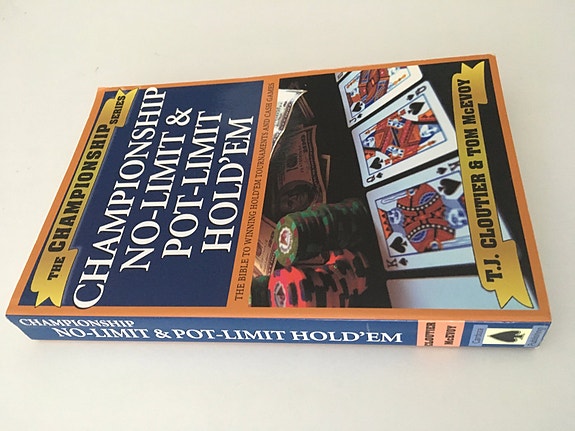 THE CHAMPIONSHIP SERIES
CHAMPIONSHIP
NO-LIMIT &
POT-LIMIT
HOLD'EM
THE BIBLE TO WINNING HOLD'EM TOURNAMENTS AND CASH GAMES
T.J. CLOUTIER & TOM McEVOY
CHAMPIONSHIP
NO-LIMIT & POT-LIMIT HOLD'EM
CLOUTIER
McEVOY
K
Q